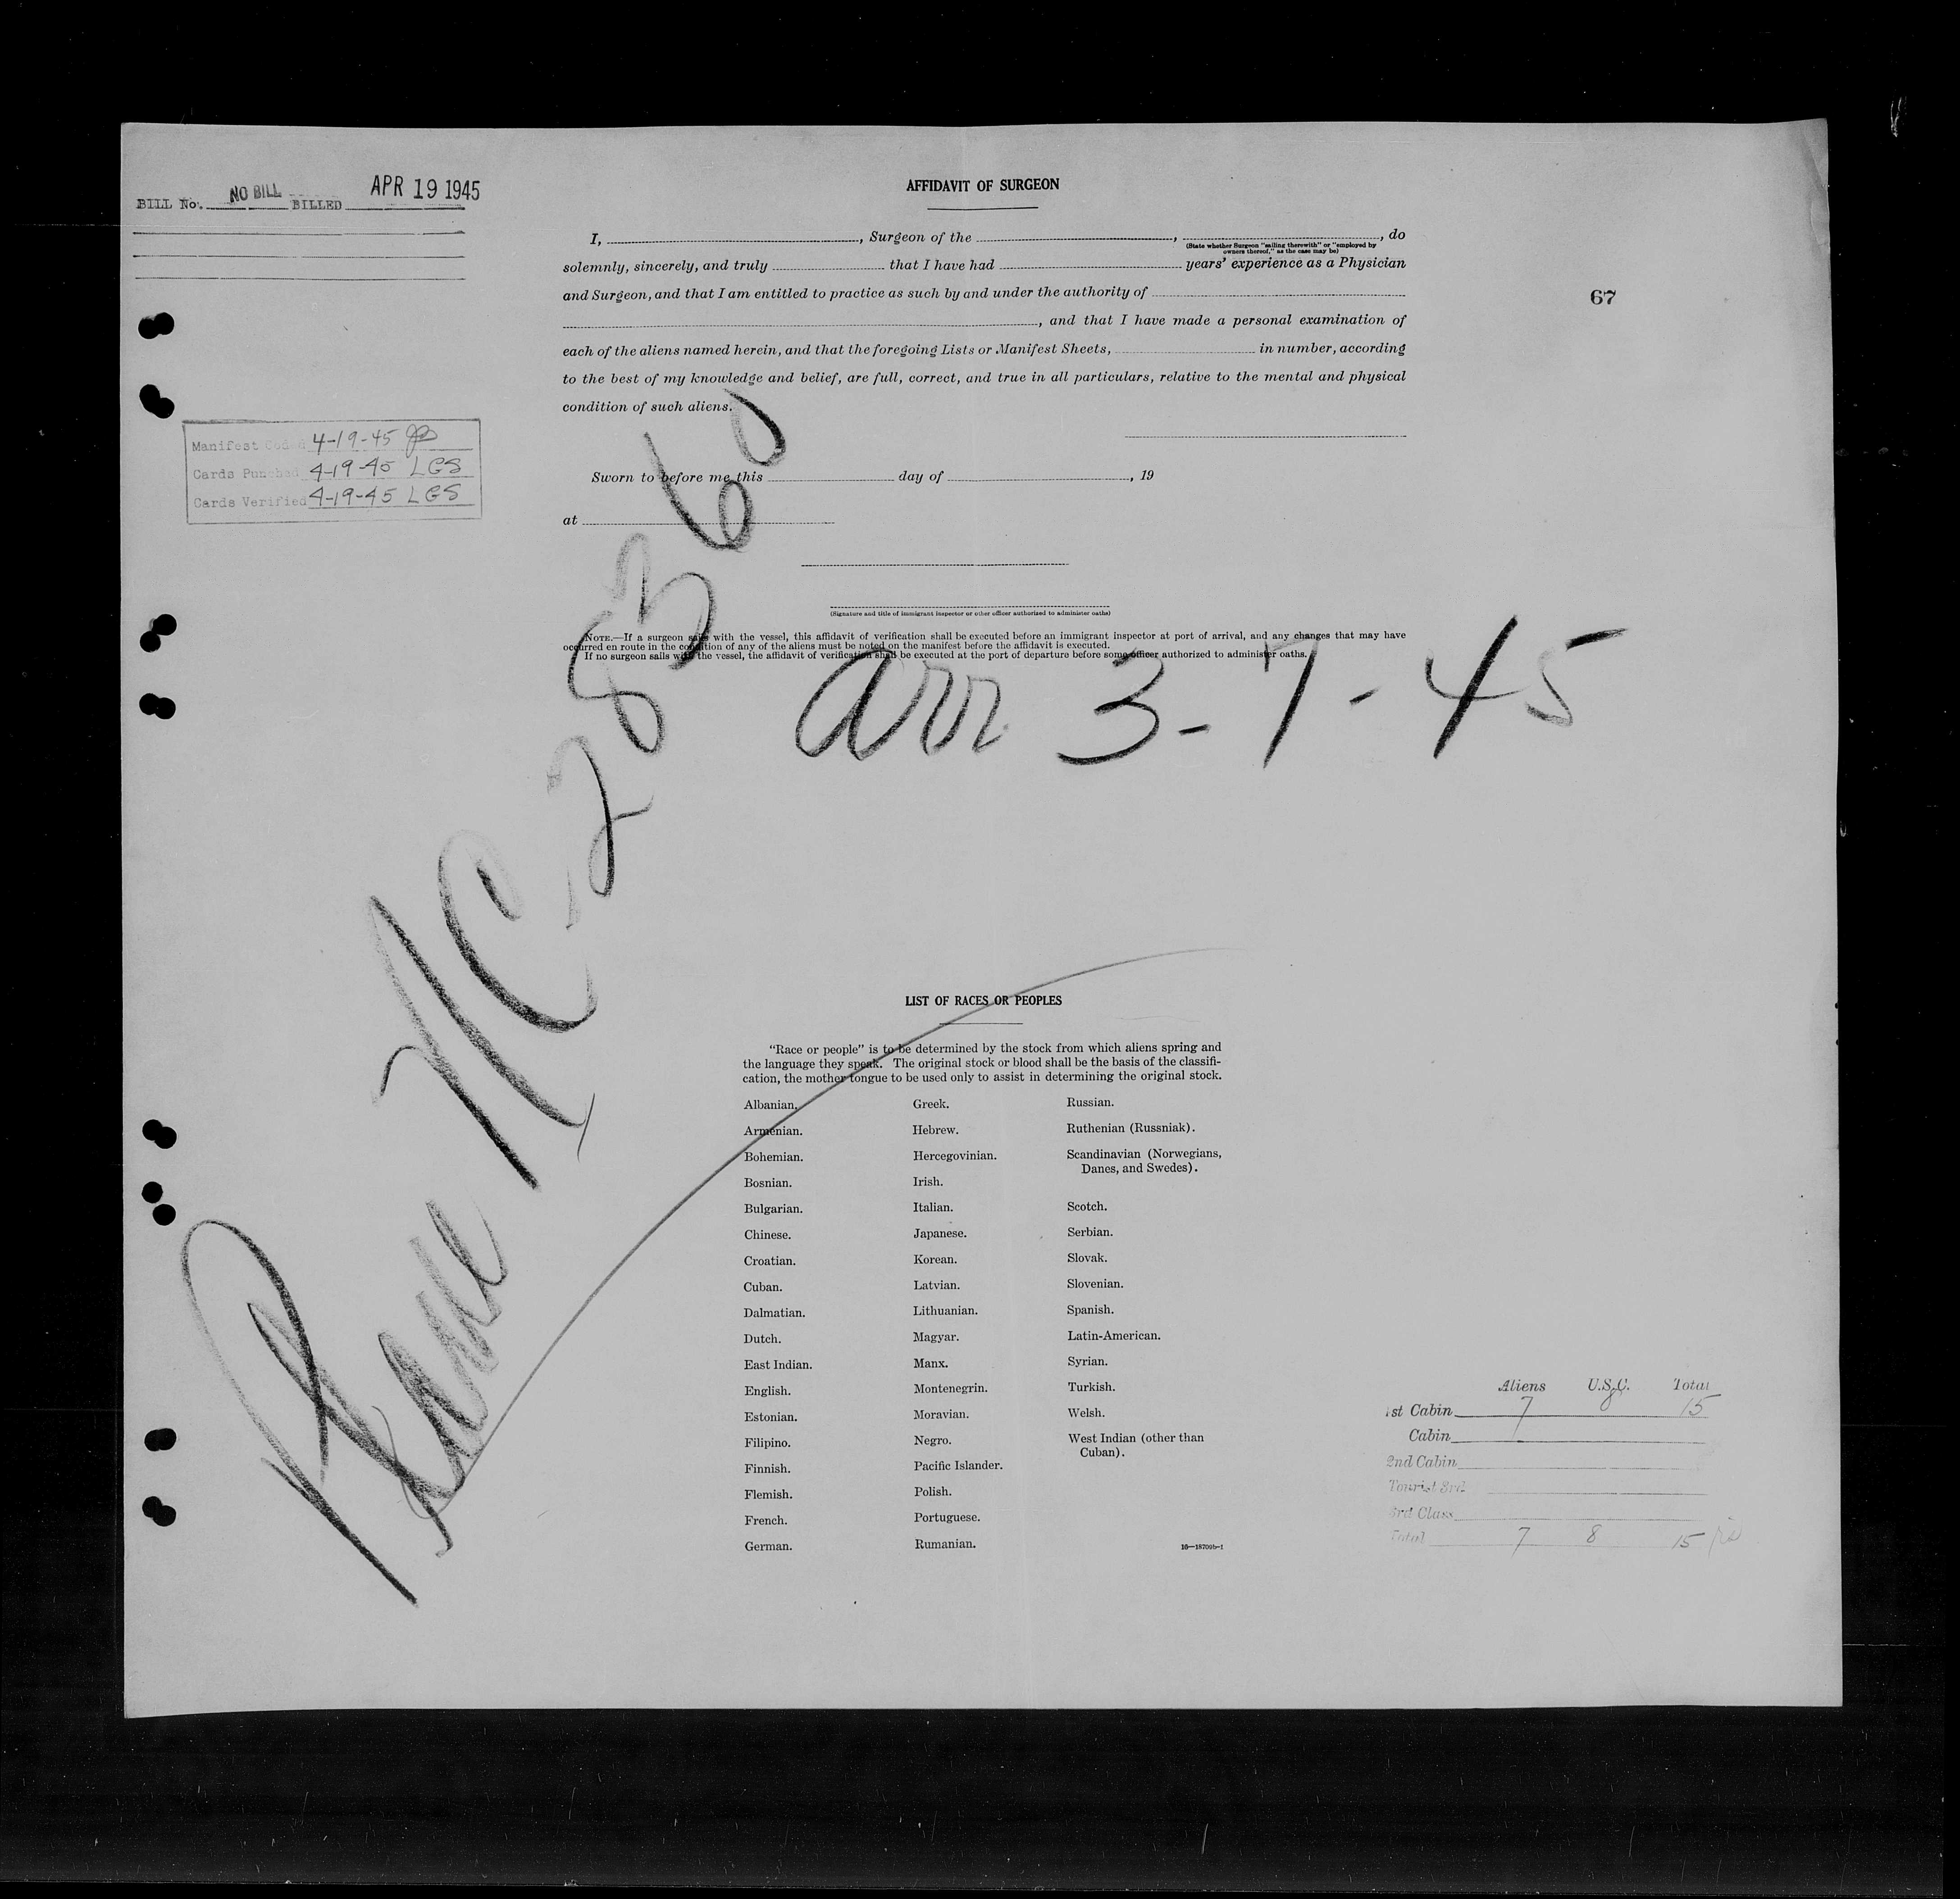 BILL No. NO BILL BILLED APR 19 1945
AFFIDAVIT OF SURGEON
I, , Surgeon of the , , do
(State whether Surgeon "sailing therewith" or "employed by
owners thereof," as the case may be)
solemnly, sincerely, and truly that I have had years' experience as a Physician
and Surgeon, and that I am entitled to practice as such by and under the authority of
67
, and that I have made a personal examination of
each of the aliens named herein, and that the foregoing Lists or Manifest Sheets, in number, according
to the best of my knowledge and belief, are full, correct, and true in all particulars, relative to the mental and physical
condition of such aliens.
Manifest Coded 4-19-45
Cards Punched 4-19-45 LGS
Cards Verified 4-19-45 LGS
Sworn to before me this day of , 19
at
(Signature and title of immigrant inspector or other officer authorized to administer oaths)
NOTE.—If a surgeon sails with the vessel, this affidavit of verification shall be executed before an immigrant inspector at port of arrival, and any changes that may have
occurred en route in the condition of any of the aliens must be noted on the manifest before the affidavit is executed.
If no surgeon sails with the vessel, the affidavit of verification shall be executed at the port of departure before some officer authorized to administer oaths.
arr 3-7-45
Plane NC-28360
LIST OF RACES OR PEOPLES
"Race or people" is to be determined by the stock from which aliens spring and
the language they speak. The original stock or blood shall be the basis of the classifi-
cation, the mother tongue to be used only to assist in determining the original stock.
Albanian.
Armenian.
Bohemian.
Bosnian.
Bulgarian.
Chinese.
Croatian.
Cuban.
Dalmatian.
Dutch.
East Indian.
English.
Estonian.
Filipino.
Finnish.
Flemish.
French.
German.
Greek.
Hebrew.
Hercegovinian.
Irish.
Italian.
Japanese.
Korean.
Latvian.
Lithuanian.
Magyar.
Manx.
Montenegrin.
Moravian.
Negro.
Pacific Islander.
Polish.
Portuguese.
Rumanian.
Russian.
Ruthenian (Russniak).
Scandinavian (Norwegians,
Danes, and Swedes).
Scotch.
Serbian.
Slovak.
Slovenian.
Spanish.
Latin-American.
Syrian.
Turkish.
Welsh.
West Indian (other than
Cuban).
16—18709b-1
Aliens U.S.C. Total
1st Cabin 7 8 15
Cabin
2nd Cabin
Tourist 3rd
3rd Class
Total 7 8 15